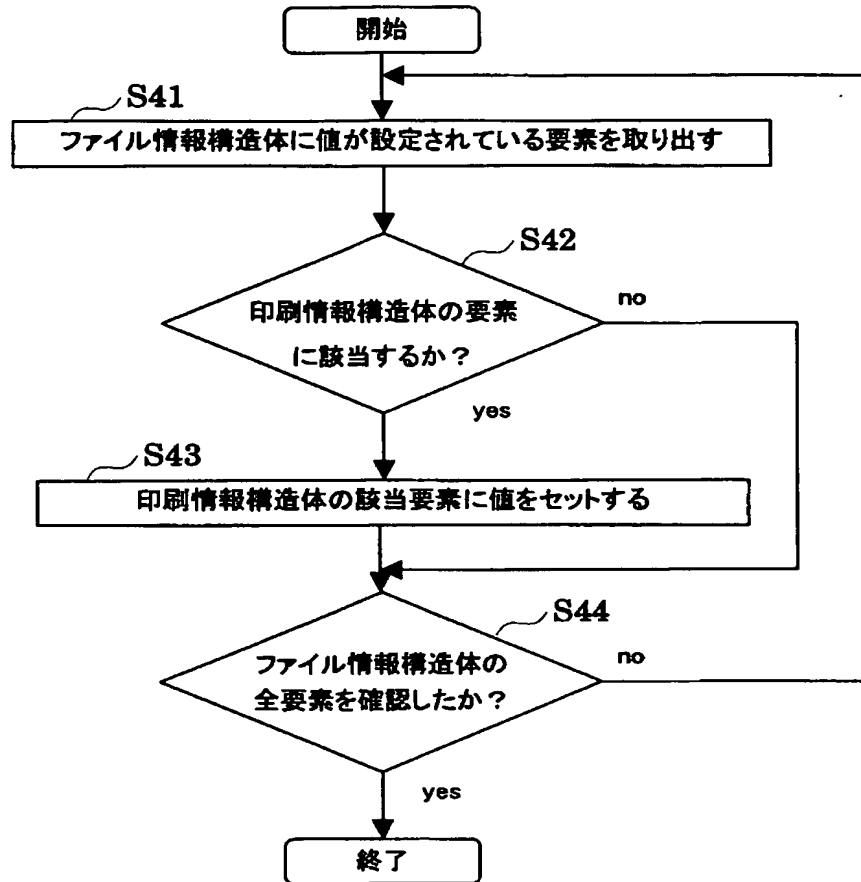 開始
S41
ファイル情報構造体に値が設定されている要素を取り出す
S42
印刷情報構造体の要素
に該当するか？
no
yes
S43
印刷情報構造体の該当要素に値をセットする
S44
ファイル情報構造体の
全要素を確認したか？
no
yes
終了